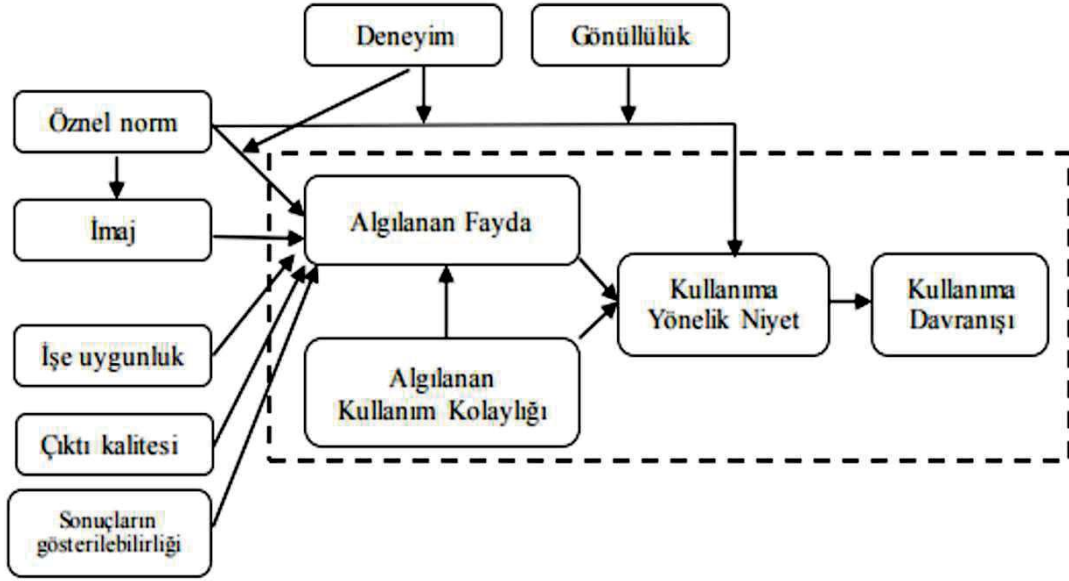 Deneyim
Gönüllülük
Öznel norm
İmaj
Algılanan Fayda
Kullanıma
Yönelik Niyet
Kullanıma
Davranışı
İşe uygunluk
Algılanan
Kullanım Kolaylığı
Çıktı kalitesi
Sonuçların
gösterilebilirliği